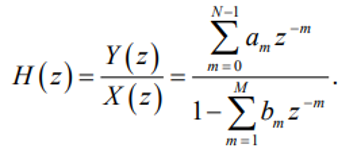 H(z) = Y(z)/X(z) = (∑_{m=0}^{N-1} a_m z^{-m})/(1 - ∑_{m=1}^{M} b_m z^{-m}).